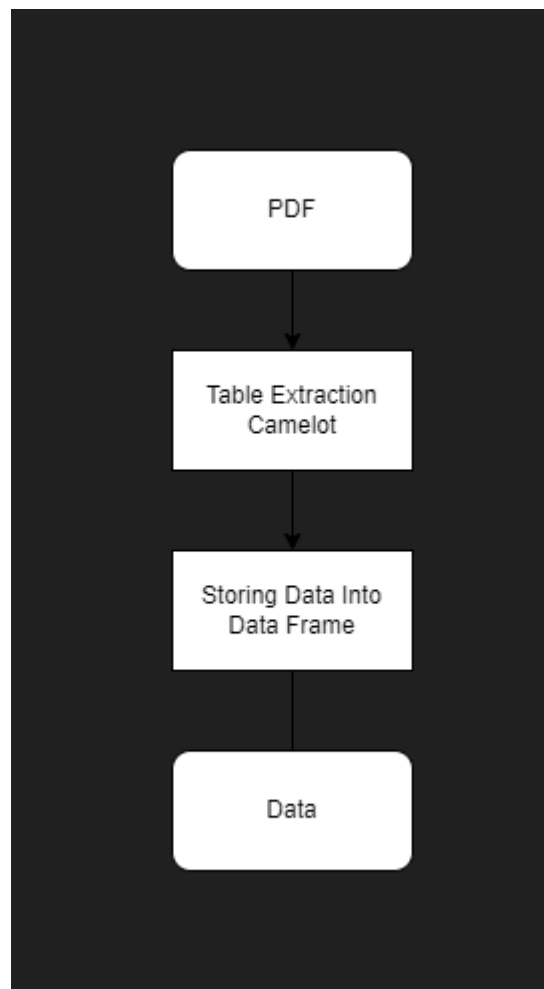 PDF
Table Extraction
Camelot
Storing Data Into
Data Frame
Data